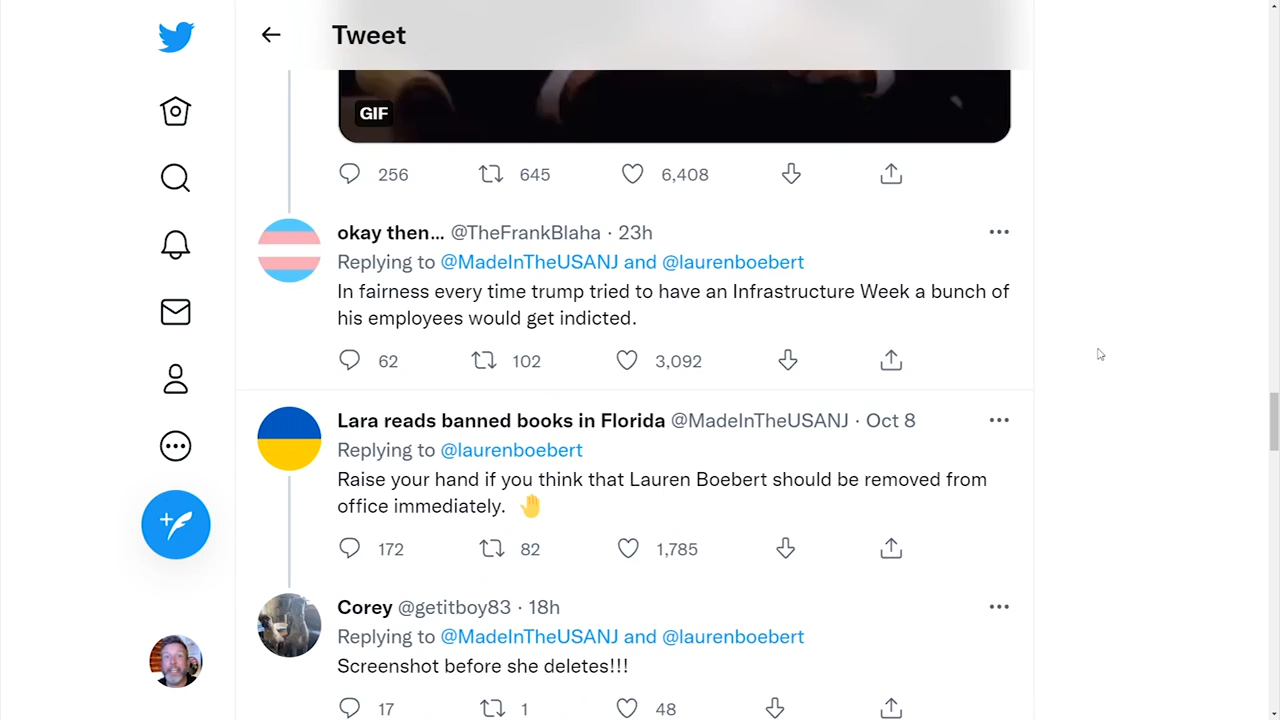 Tweet
GIF
256 645 6,408
okay then... @TheFrankBlaha · 23h
Replying to @MadeInTheUSANJ and @laurenboebert
In fairness every time trump tried to have an Infrastructure Week a bunch of
his employees would get indicted.
62 102 3,092
Lara reads banned books in Florida @MadeInTheUSANJ · Oct 8
Replying to @laurenboebert
Raise your hand if you think that Lauren Boebert should be removed from
office immediately. 🤚
172 82 1,785
Corey @getitboy83 · 18h
Replying to @MadeInTheUSANJ and @laurenboebert
Screenshot before she deletes!!!
17 1 48